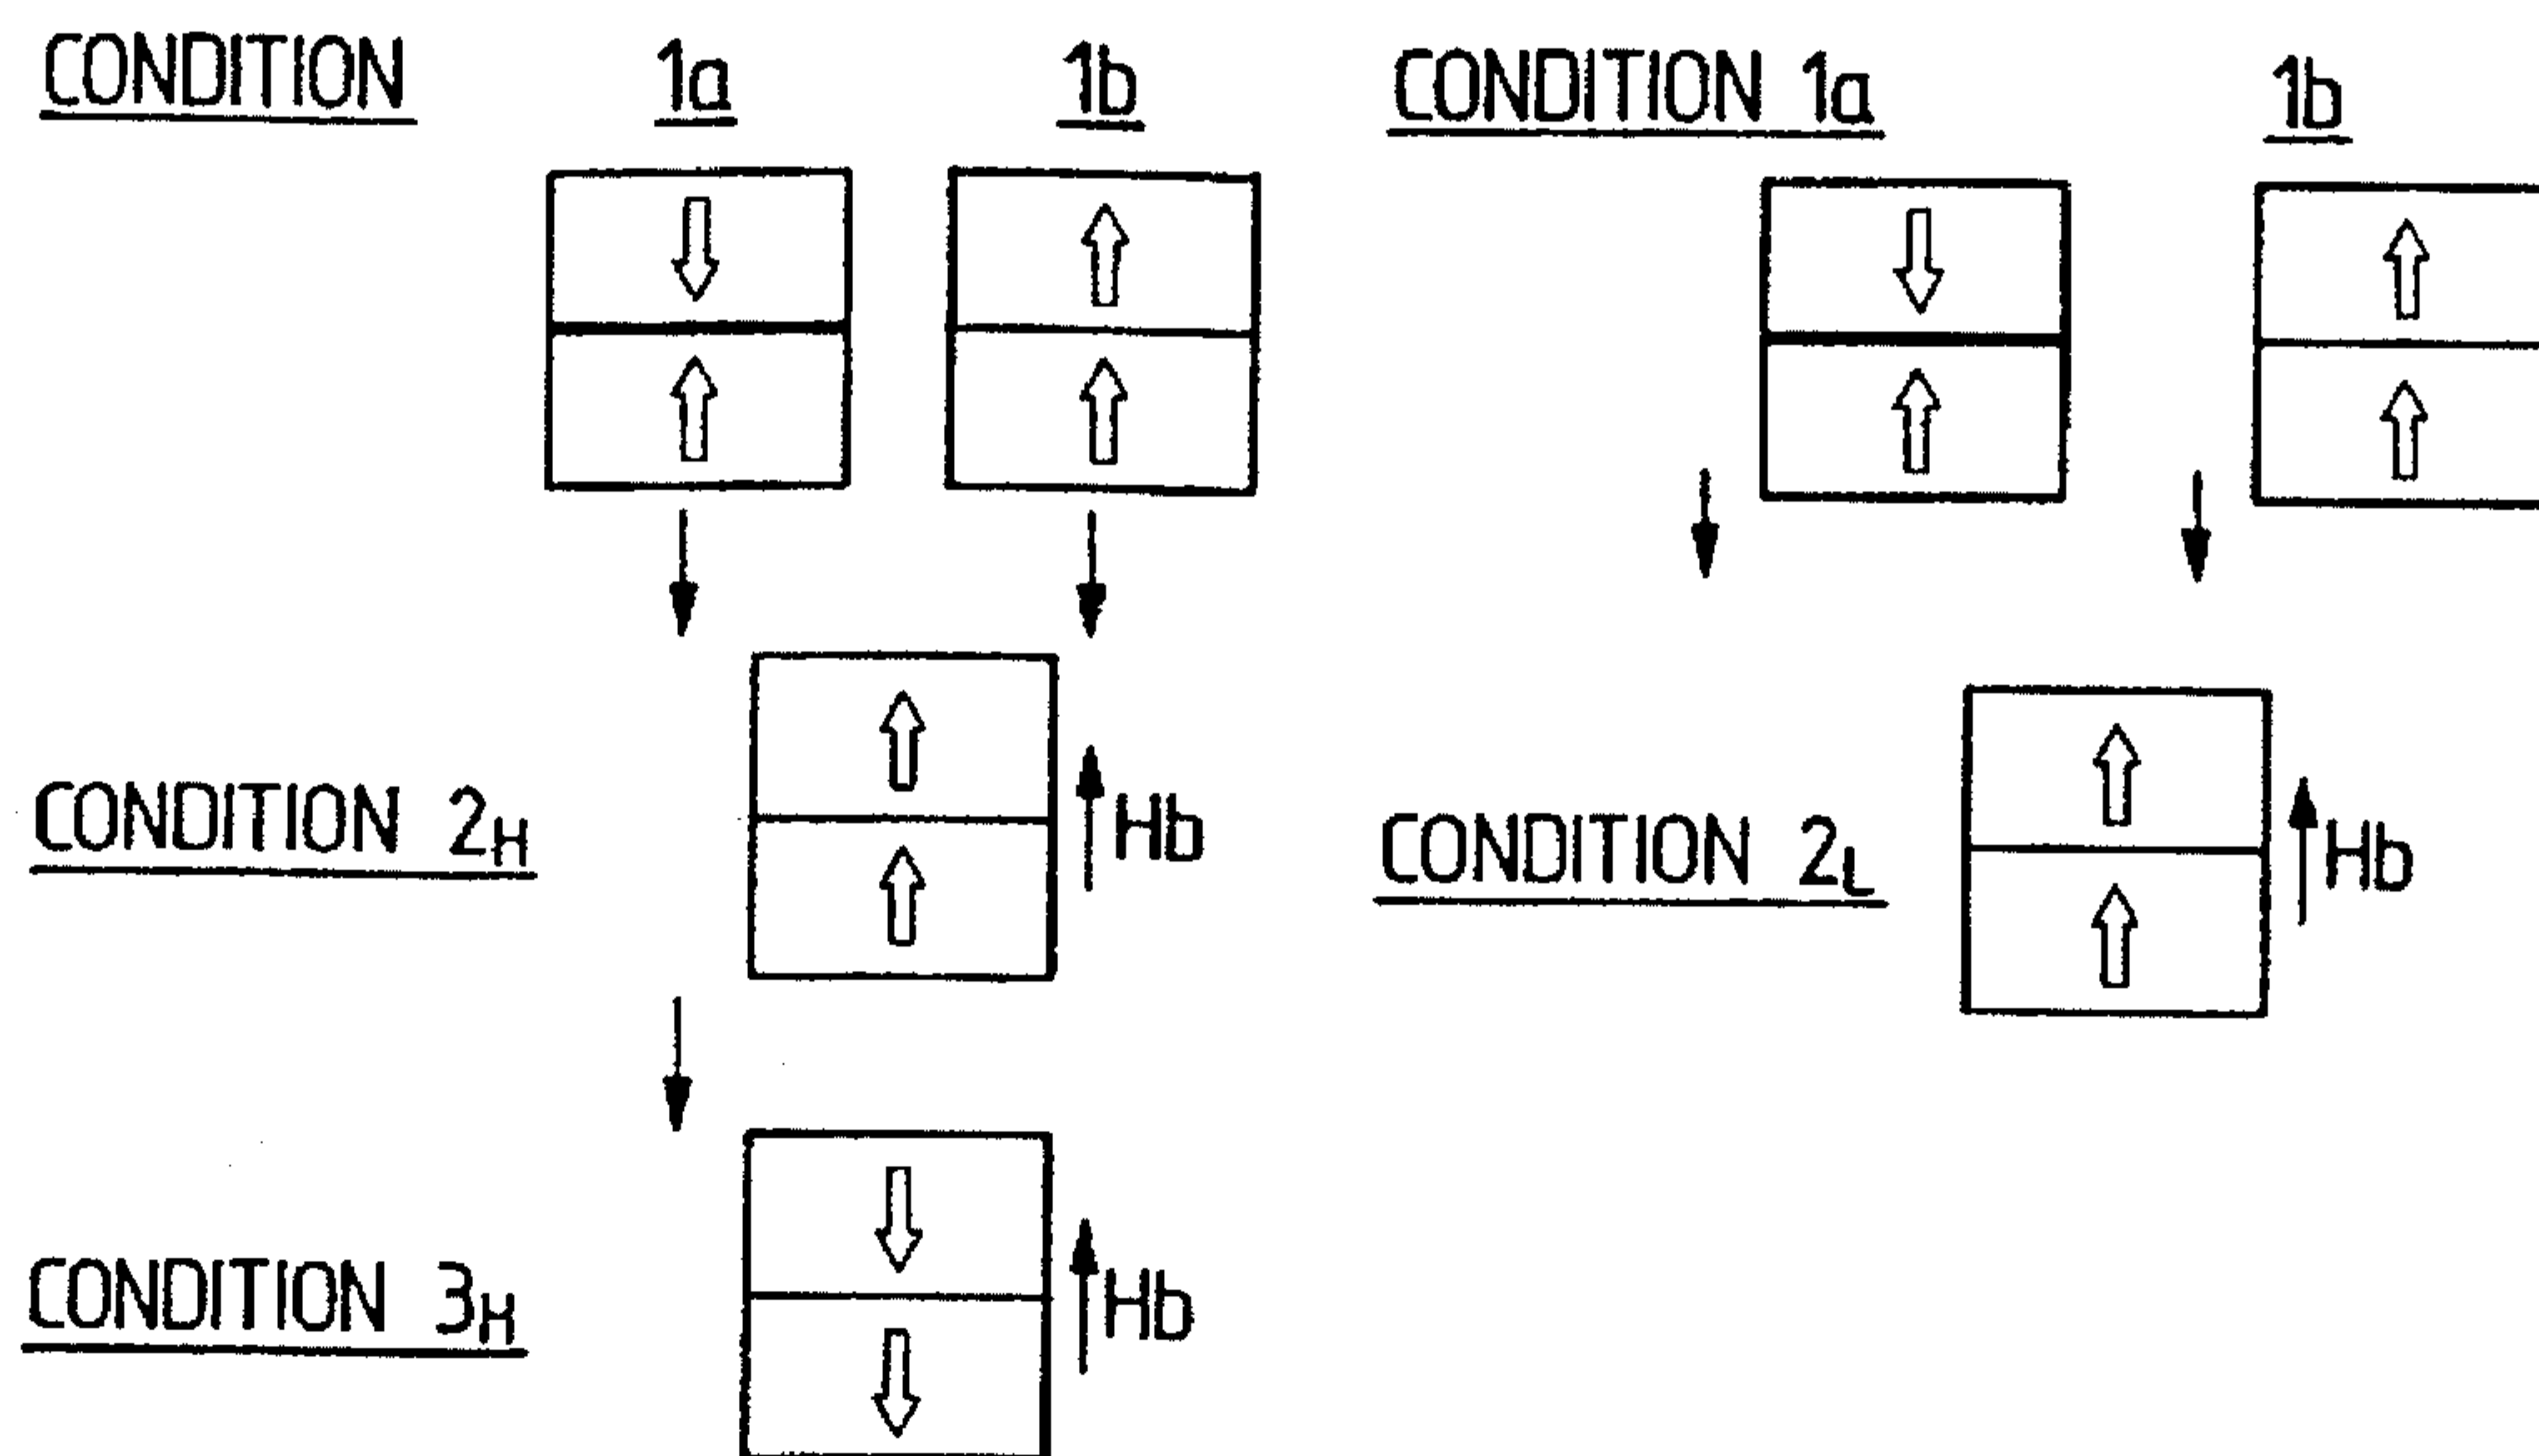 CONDITION 1a 1b
CONDITION 2H Hb
CONDITION 3H Hb
CONDITION 1a 1b
CONDITION 2L Hb